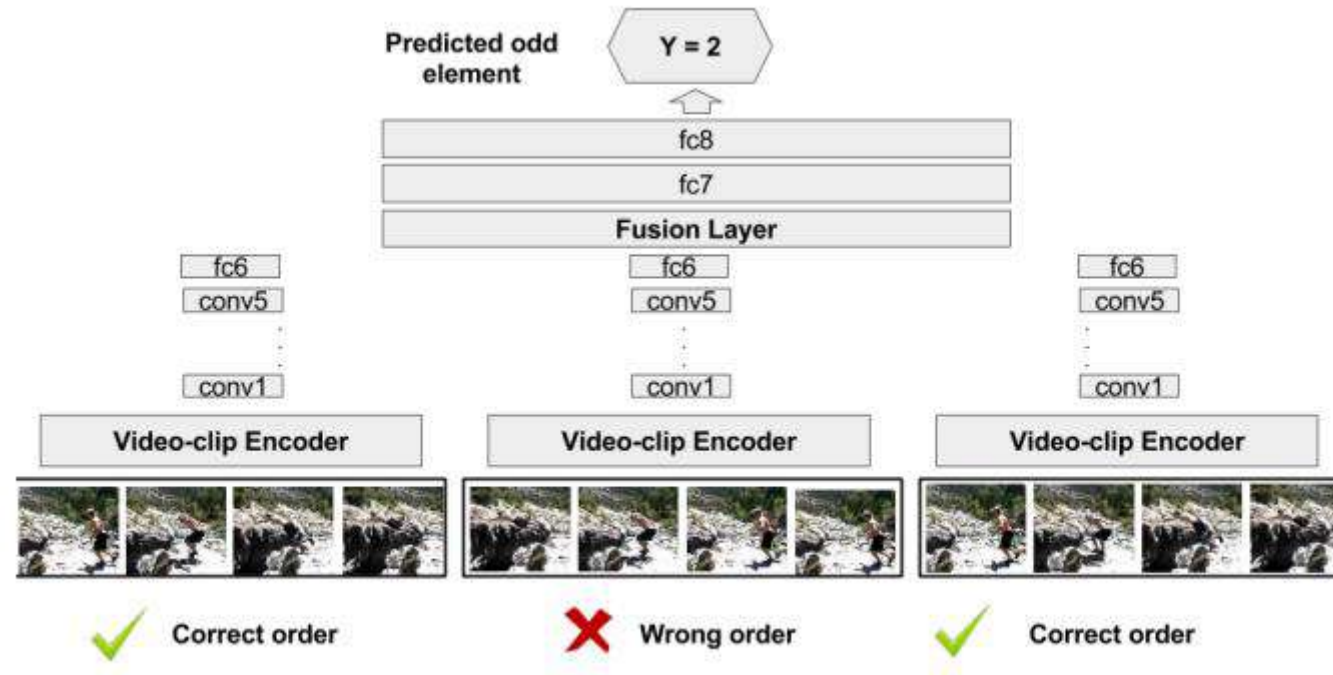 Predicted odd
element
Y = 2
fc8
fc7
Fusion Layer
fc6
fc6
fc6
conv5
conv5
conv5
conv1
conv1
conv1
Video-clip Encoder
Video-clip Encoder
Video-clip Encoder
Correct order
Wrong order
Correct order